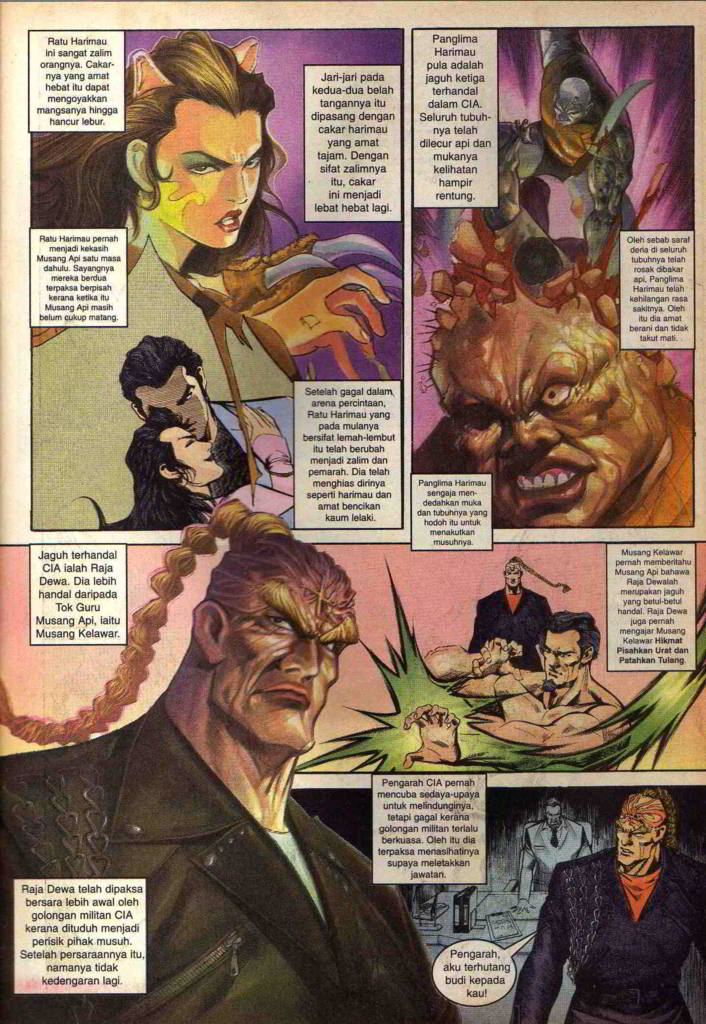 Ratu Harimau
ini sangat zalim
orangnya. Cakar-
nya yang amat
hebat itu dapat
mengoyakkan
mangsanya hingga
hancur lebur.
Jari-jari pada
kedua-dua belah
tangannya itu
dipasang dengan
cakar harimau
yang amat
tajam. Dengan
sifat zalimnya
itu, cakar
ini menjadi
lebat hebat lagi.
Ratu Harimau pernah
menjadi kekasih
Musang Api satu masa
dahulu. Sayangnya
mereka berdua
terpaksa berpisah
kerana ketika itu
Musang Api masih
belum cukup matang.
Setelah gagal dalam
arena percintaan,
Ratu Harimau yang
pada mulanya
bersifat lemah-lembut
itu telah berubah
menjadi zalim dan
pemarah. Dia telah
menghias dirinya
seperti harimau dan
amat bencikan
kaum lelaki.
Panglima
Harimau
pula adalah
jaguh ketiga
terhandal
dalam CIA.
Seluruh tubuh-
nya telah
dilecur api dan
mukanya
kelihatan
hampir
rentung.
Oleh sebab saraf
deria di seluruh
tubuhnya telah
rosak dibakar
api, Panglima
Harimau telah
kehilangan rasa
sakitnya. Oleh
itu dia amat
berani dan tidak
takut mati.
Panglima Harimau
sengaja men-
dedahkan muka
dan tubuhnya yang
hodoh itu untuk
menakutkan
musuhnya.
Jaguh terhandal
CIA ialah Raja
Dewa. Dia lebih
handal daripada
Tok Guru
Musang Api, iaitu
Musang Kelawar.
Musang Kelawar
pernah memberitahu
Musang Api bahawa
Raja Dewalah
merupakan jaguh
yang betul-betul
handal. Raja Dewa
juga pernah
mengajar Musang
Kelawar Hikmat
Pisahkan Urat dan
Patahkan Tulang.
Raja Dewa telah dipaksa
bersara lebih awal oleh
golongan militan CIA
kerana dituduh menjadi
perisik pihak musuh.
Setelah persaraannya itu,
namanya tidak
kedengaran lagi.
Pengarah CIA pernah
mencuba sedaya-upaya
untuk melindunginya,
tetapi gagal kerana
golongan militan terlalu
berkuasa. Oleh itu dia
terpaksa menasihatinya
supaya meletakkan
jawatan.
Pengarah,
aku terhutang
budi kepada
kau!